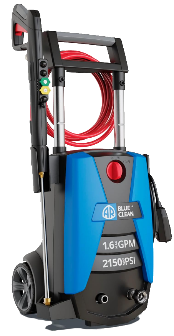 AR BLUE CLEAN
1.6 GPM
2150 PSI